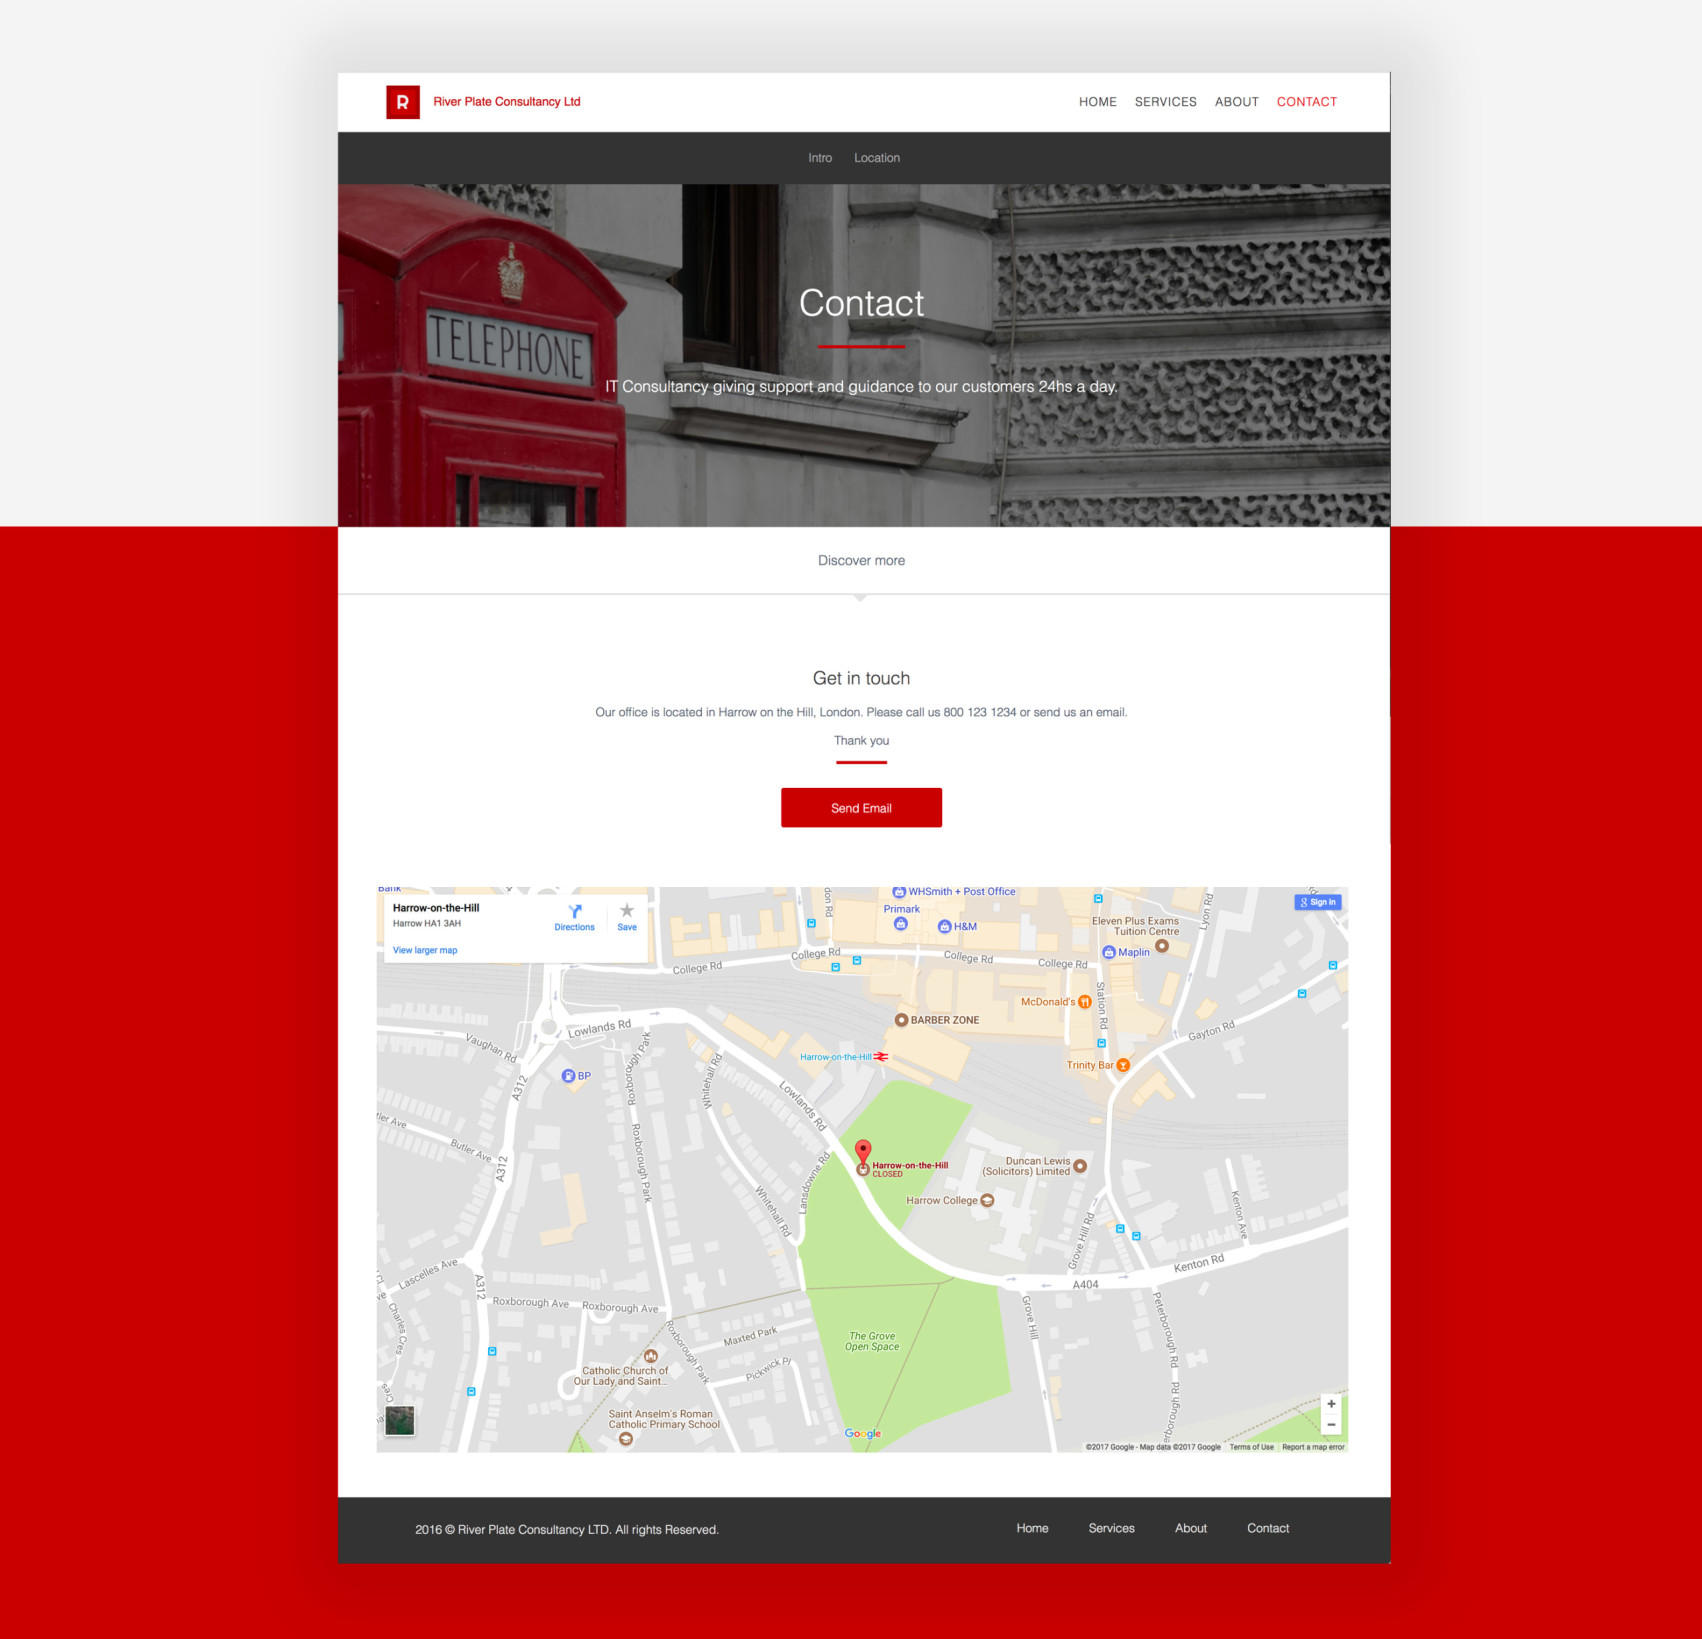 R
River Plate Consultancy Ltd
HOME SERVICES ABOUT CONTACT
Intro Location
TELEPHONE
Contact
IT Consultancy giving support and guidance to our customers 24hs a day.
Discover more
Get in touch
Our office is located in Harrow on the Hill, London. Please call us 800 123 1234 or send us an email.
Thank you
Send Email
Bank
Harrow-on-the-Hill
Harrow HA1 3AH
View larger map
Directions
Save
WHSmith + Post Office
Primark
H&M
Eleven Plus Exams
Tuition Centre
Maplin
Lyon Rd
Sign in
College Rd
College Rd
College Rd
College Rd
Station Rd
McDonald's
BARBER ZONE
Gayton Rd
Lowlands Rd
Vaughan Rd
Harrow-on-the-Hill
Trinity Bar
BP
A312
Roxborough Park
Whitehall Rd
Lowlands Rd
Butler Ave
A312
Roxborough Park
Lansdowne Rd
Whitehall Rd
Harrow-on-the-Hill
CLOSED
Duncan Lewis
(Solicitors) Limited
Harrow College
Kenton Ave
Grove Hill Rd
Kenton Rd
A404
Lascelles Ave
A312
Charles Cres
Roxborough Ave
Roxborough Ave
Roxborough Park
Maxted Park
Pickwick Pl
The Grove
Open Space
Grove Hill
Peterborough Rd
Peterborough Rd
Catholic Church of
Our Lady and Saint...
Saint Anselm's Roman
Catholic Primary School
Google
+
−
©2017 Google - Map data ©2017 Google Terms of Use Report a map error
2016 © River Plate Consultancy LTD. All rights Reserved.
Home Services About Contact